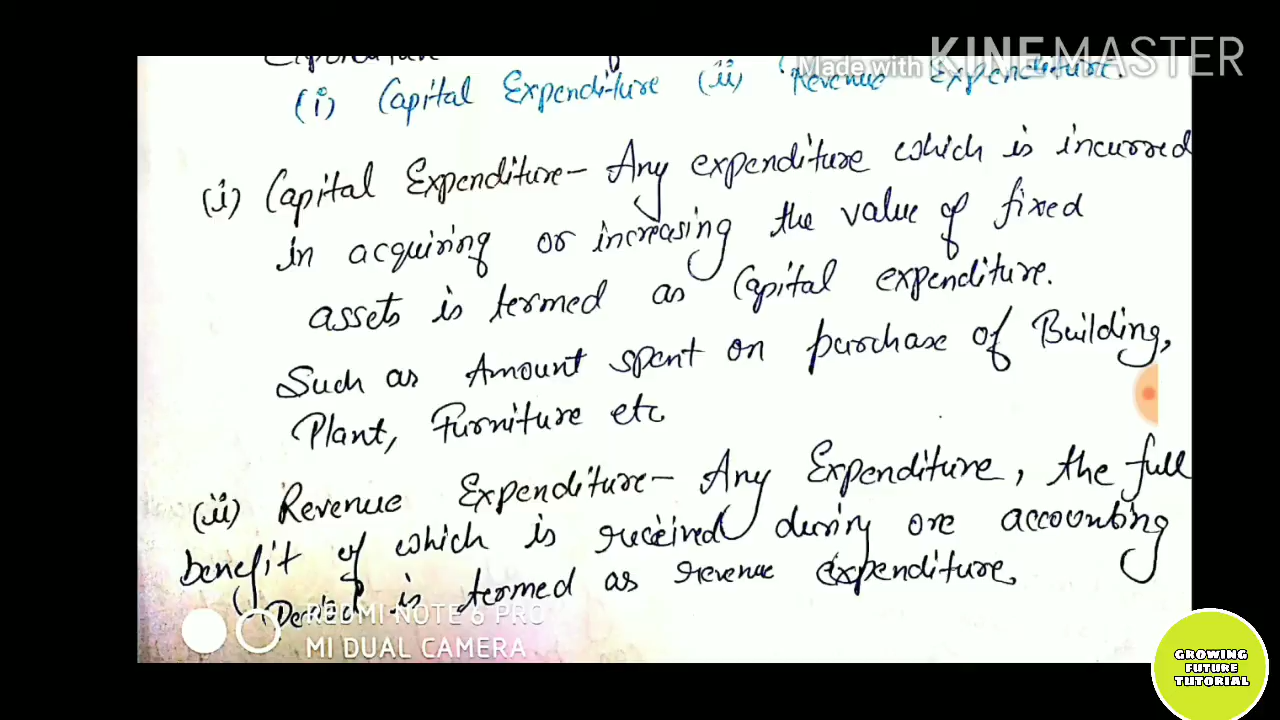 KINEMASTER
Made with
Expenditure
(i) Capital Expenditure (ii) Revenue Expenditure.
(i) Capital Expenditure - Any expenditure which is incurred
in acquiring or increasing the value of fixed
assets is termed as Capital expenditure.
Such as Amount spent on purchase of Building,
Plant, Furniture etc
(ii) Revenue Expenditure - Any Expenditure, the full
benefit of which is received during one accounting
Period is termed as revenue expenditure.
REDMI NOTE 6 PRO
MI DUAL CAMERA
GROWING
FUTURE
TUTORIAL